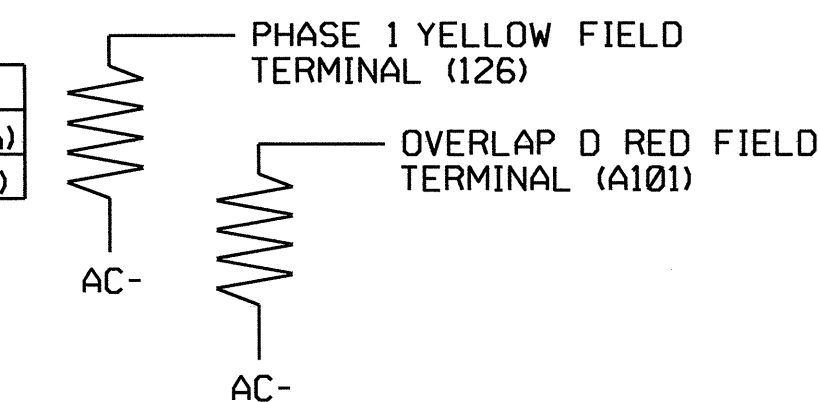 PHASE 1 YELLOW FIELD
TERMINAL (126)
)
)
OVERLAP D RED FIELD
TERMINAL (A101)
AC-
AC-